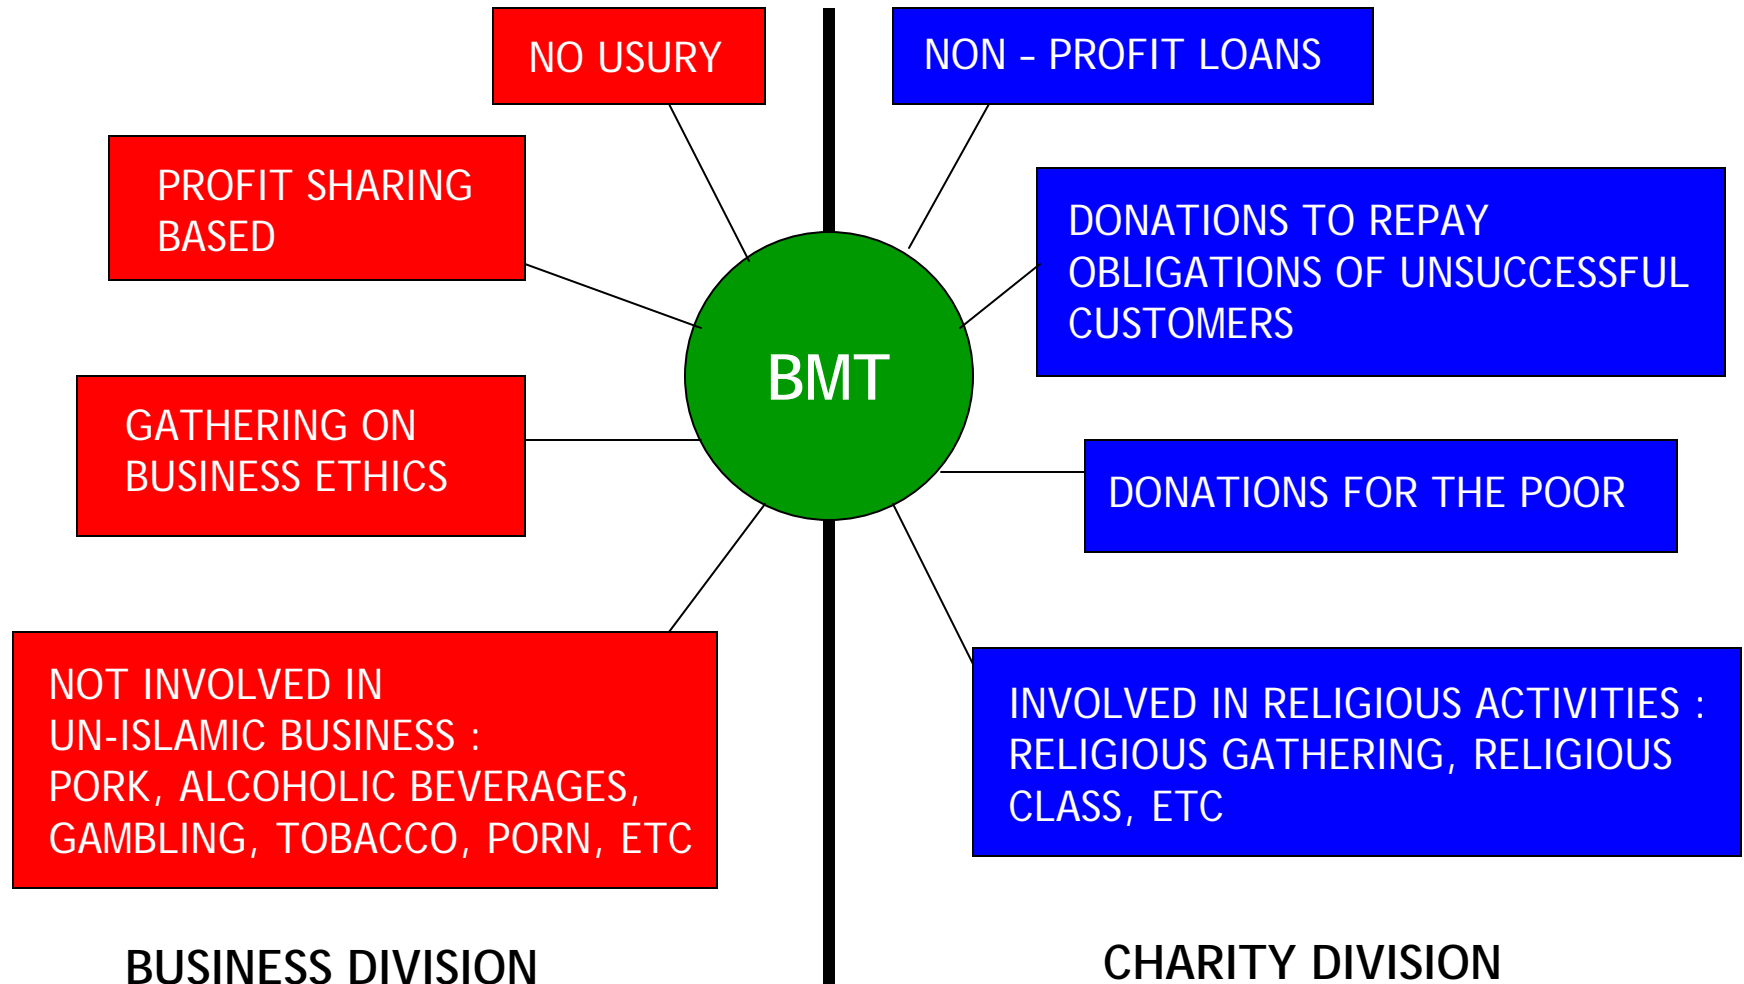 NO USURY
PROFIT SHARING
BASED
GATHERING ON
BUSINESS ETHICS
NOT INVOLVED IN
UN-ISLAMIC BUSINESS :
PORK, ALCOHOLIC BEVERAGES,
GAMBLING, TOBACCO, PORN, ETC
BUSINESS DIVISION
BMT
NON – PROFIT LOANS
DONATIONS TO REPAY
OBLIGATIONS OF UNSUCCESSFUL
CUSTOMERS
DONATIONS FOR THE POOR
INVOLVED IN RELIGIOUS ACTIVITIES :
RELIGIOUS GATHERING, RELIGIOUS
CLASS, ETC
CHARITY DIVISION